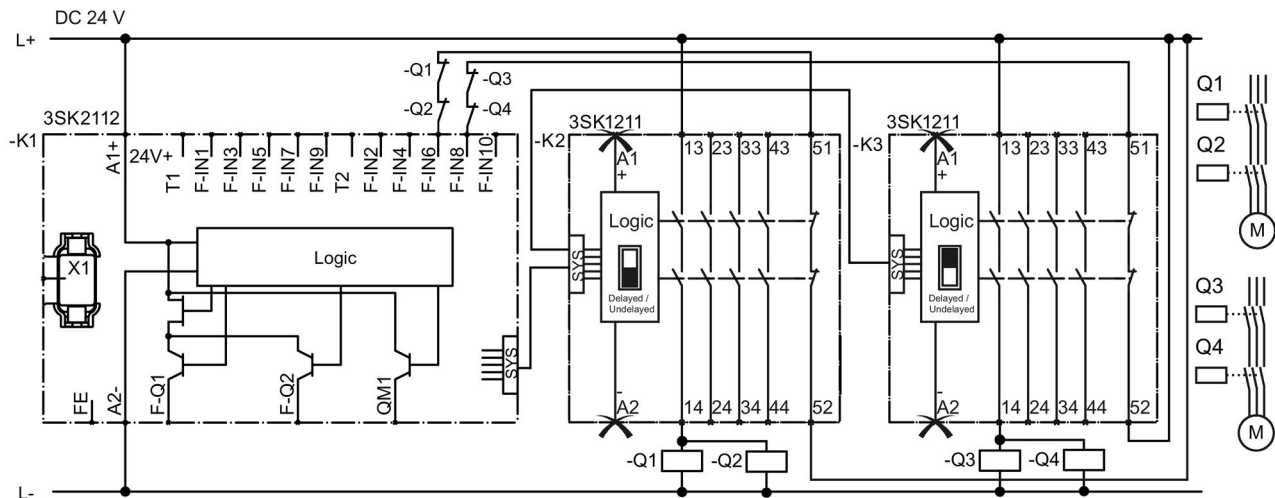 DC 24 V
L+
-Q1
-Q3
-Q2
-Q4
-K1
3SK2112
A1+
24V+
T1
F-IN1
F-IN3
F-IN5
F-IN7
F-IN9
T2
F-IN2
F-IN4
F-IN6
F-IN8
F-IN10
X1
Logic
SYS
FE
A2-
F-Q1
F-Q2
QM1
-K2
3SK1211
A1
+
13
23
33
43
51
SYS
Logic
Delayed /
Undelayed
-
A2
14
24
34
44
52
-Q1
-Q2
-K3
3SK1211
A1
+
13
23
33
43
51
SYS
Logic
Delayed /
Undelayed
-
A2
14
24
34
44
52
-Q3
-Q4
Q1
Q2
M
Q3
Q4
M
L-